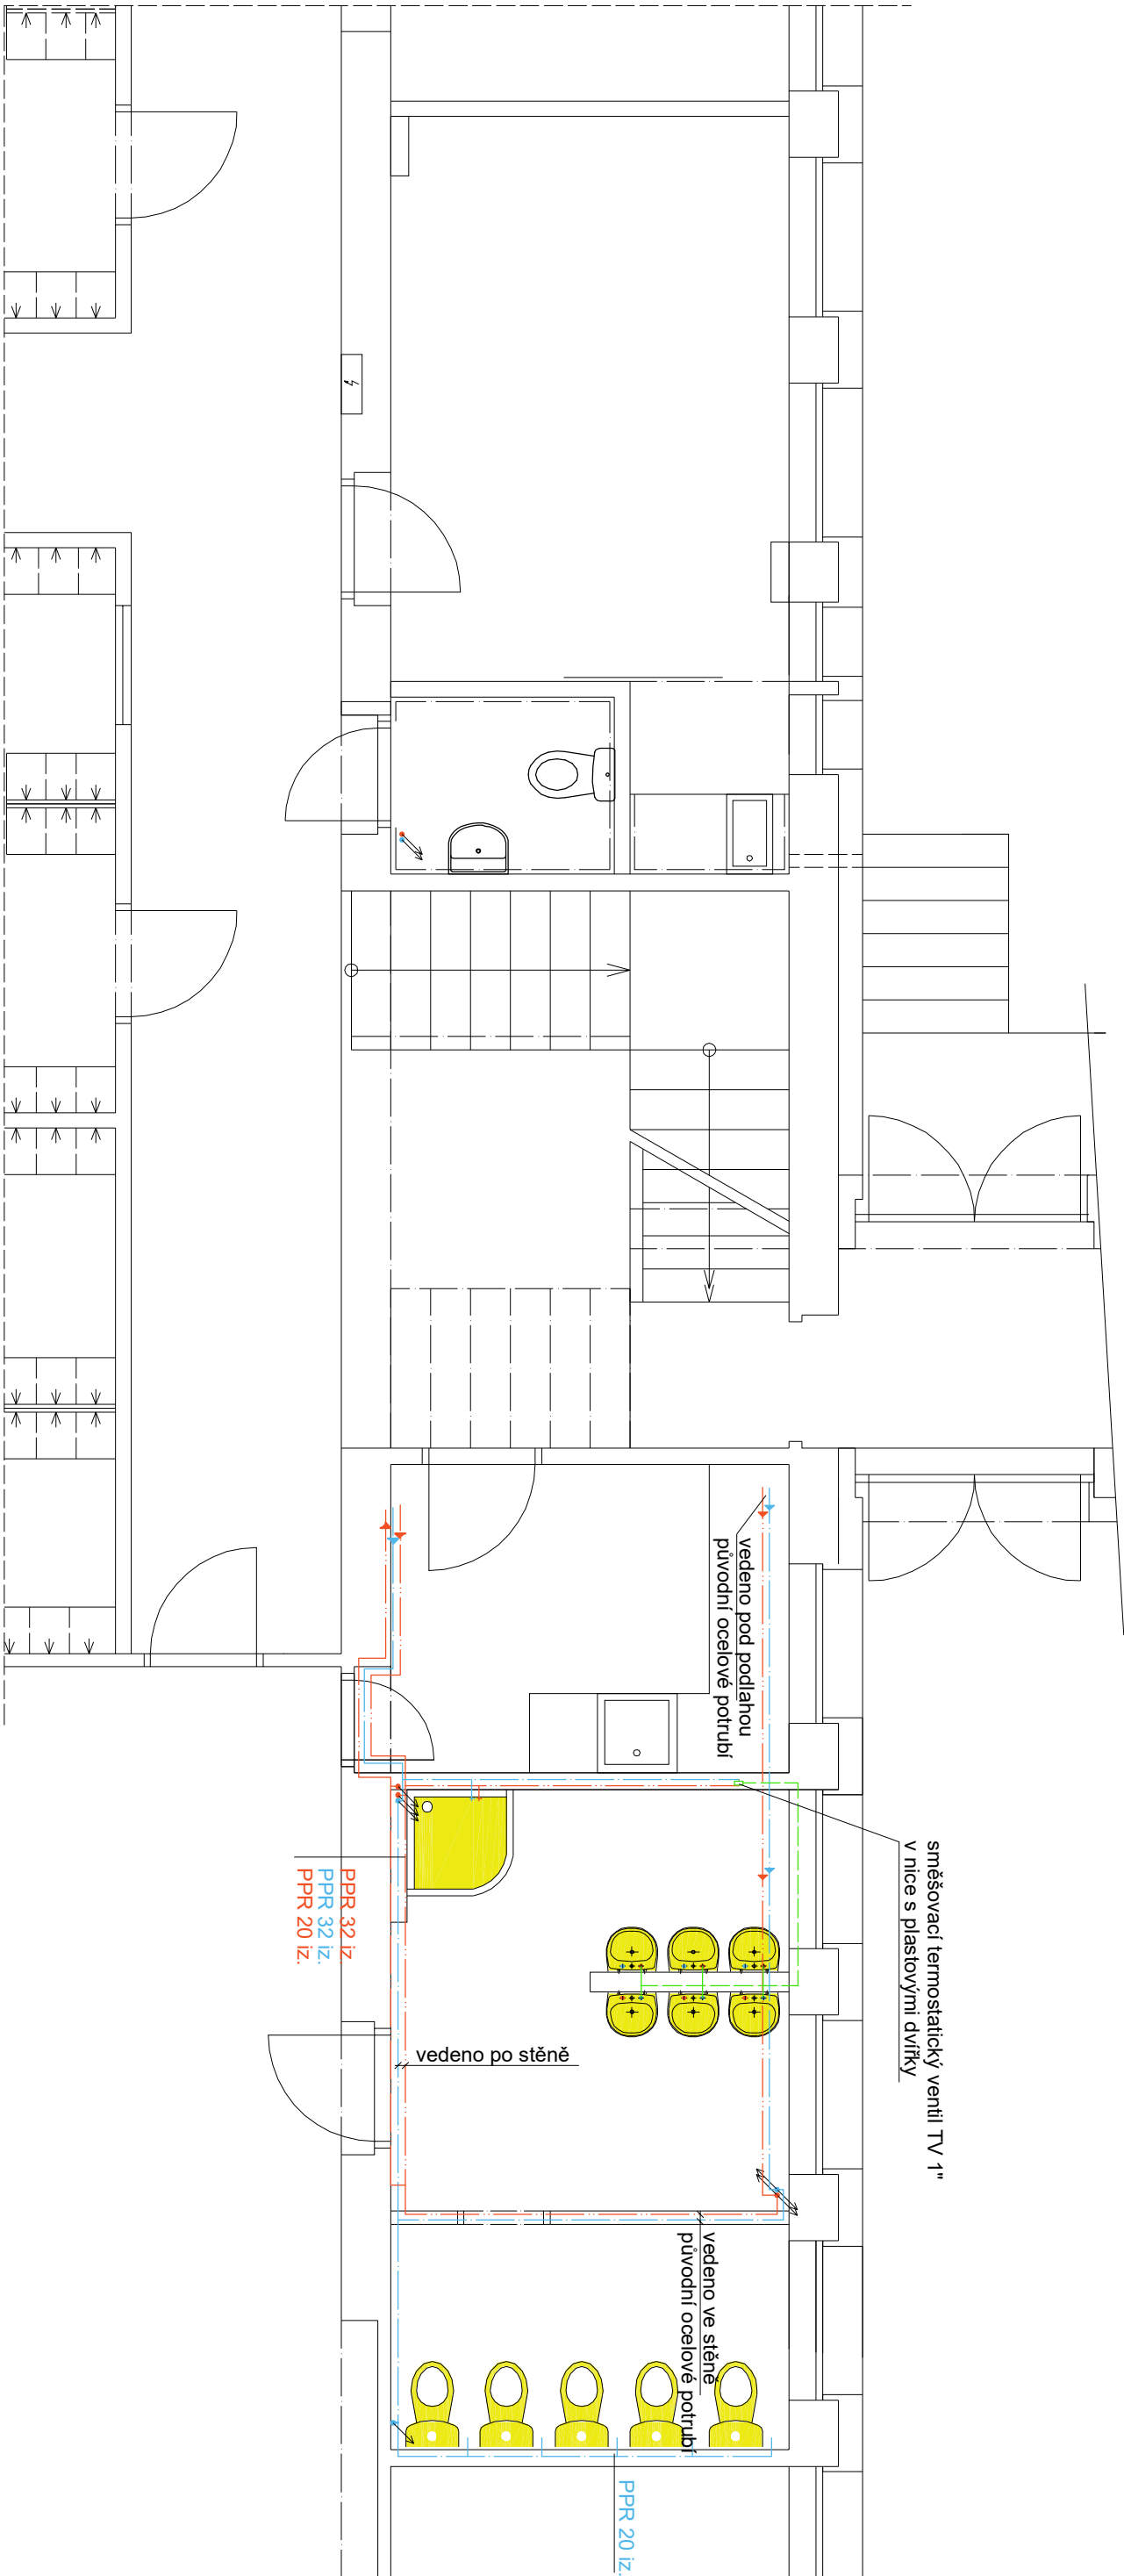 vedeno pod podlahou
původní ocelové potrubí
směšovací termostatický ventil TV 1"
v nice s plastovými dvířky
PPR 32 iz
PPR 32 iz.
PPR 20 iz.
vedeno po stěně
vedeno ve stěně
původní ocelové potrubí
PPR 20 iz.